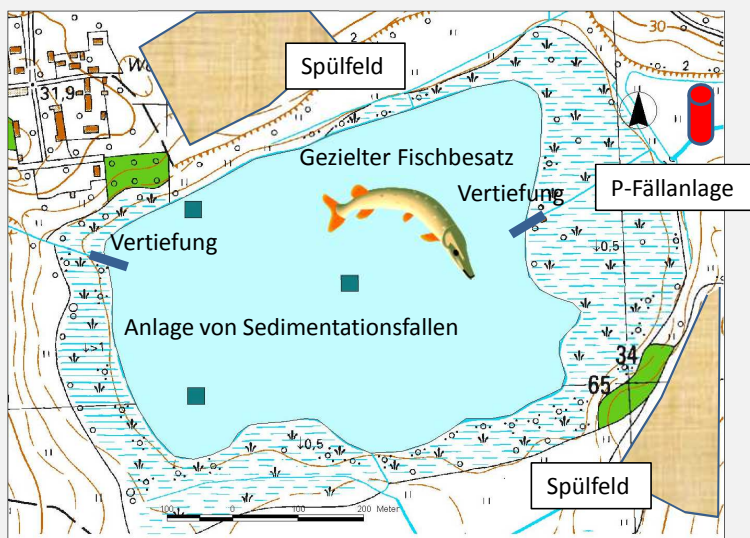 Spülfeld
2
30
2
31,9
Gezielter Fischbesatz
Vertiefung
P-Fällanlage
Vertiefung
↓0,5
Anlage von Sedimentationsfallen
↓>1
34
65
↓0,5
Spülfeld
100 0 100 200 Meter